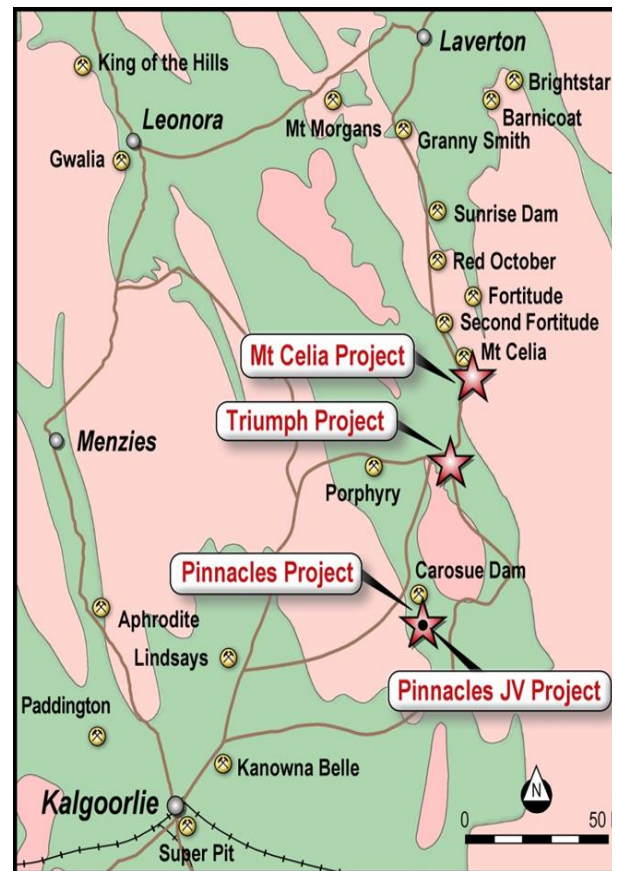 Laverton
King of the Hills
Brightstar
Leonora
Mt Morgans
Barnicoat
Granny Smith
Gwalia
Sunrise Dam
Red October
Fortitude
Second Fortitude
Mt Celia Project
Mt Celia
Triumph Project
Menzies
Porphyry
Pinnacles Project
Carosue Dam
Aphrodite
Lindsays
Pinnacles JV Project
Paddington
Kanowna Belle
N
Kalgoorlie
0 50
Super Pit